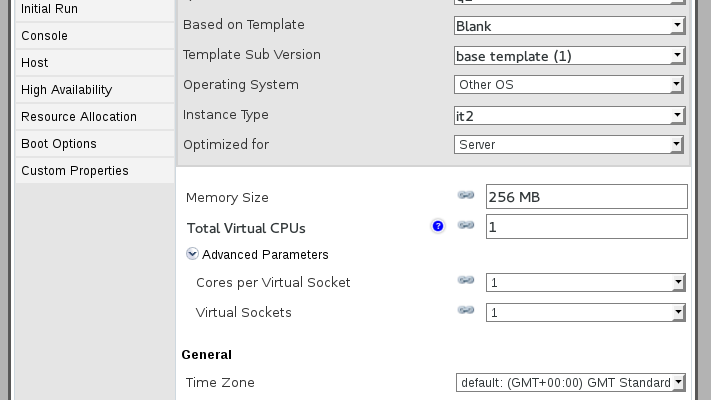 Initial Run
Console
Host
High Availability
Resource Allocation
Boot Options
Custom Properties
Based on Template
Blank
Template Sub Version
base template (1)
Operating System
Other OS
Instance Type
it2
Optimized for
Server
Memory Size
256 MB
Total Virtual CPUs
?
1
Advanced Parameters
Cores per Virtual Socket
1
Virtual Sockets
1
General
Time Zone
default: (GMT+00:00) GMT Standard